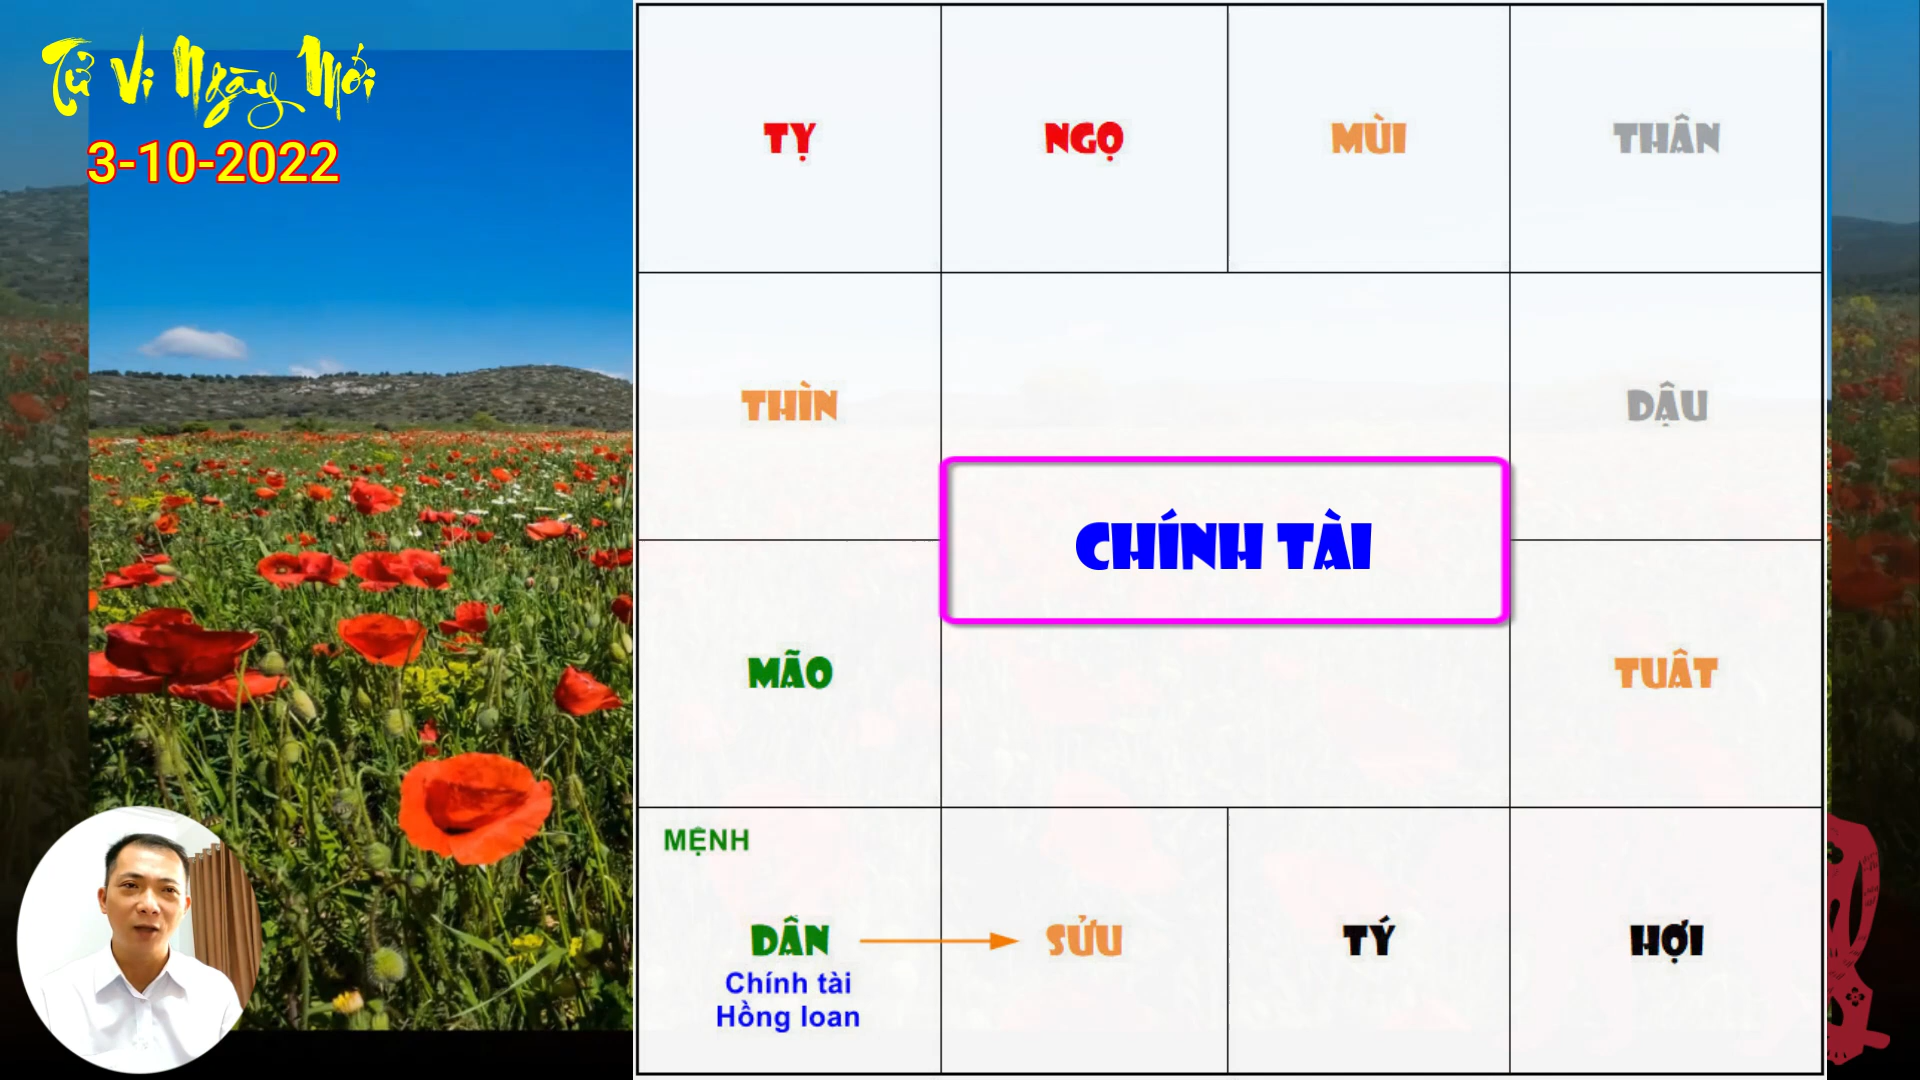 Tử Vi Ngày Mới
3-10-2022
TỴ
NGỌ
MÙI
THÂN
THÌN
DẬU
CHÍNH TÀI
MÃO
TUẤT
MỆNH
DẦN
SỬU
TÝ
HỢI
Chính tài
Hồng loan